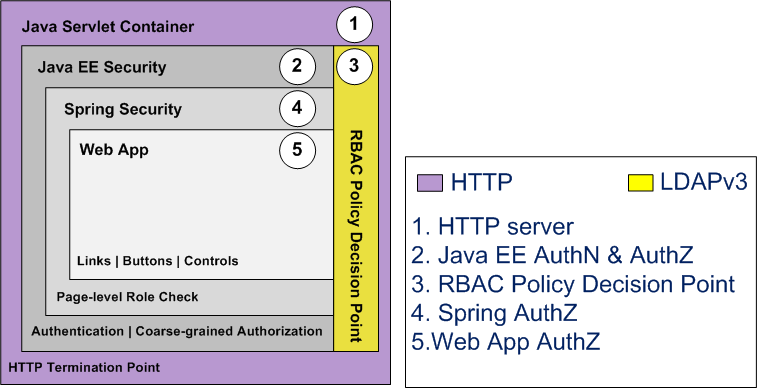 Java Servlet Container
1
Java EE Security
2
3
Spring Security
4
Web App
5
RBAC Policy Decision Point
Links | Buttons | Controls
Page-level Role Check
Authentication | Coarse-grained Authorization
HTTP Termination Point
HTTP
LDAPv3
1. HTTP server
2. Java EE AuthN & AuthZ
3. RBAC Policy Decision Point
4. Spring AuthZ
5.Web App AuthZ